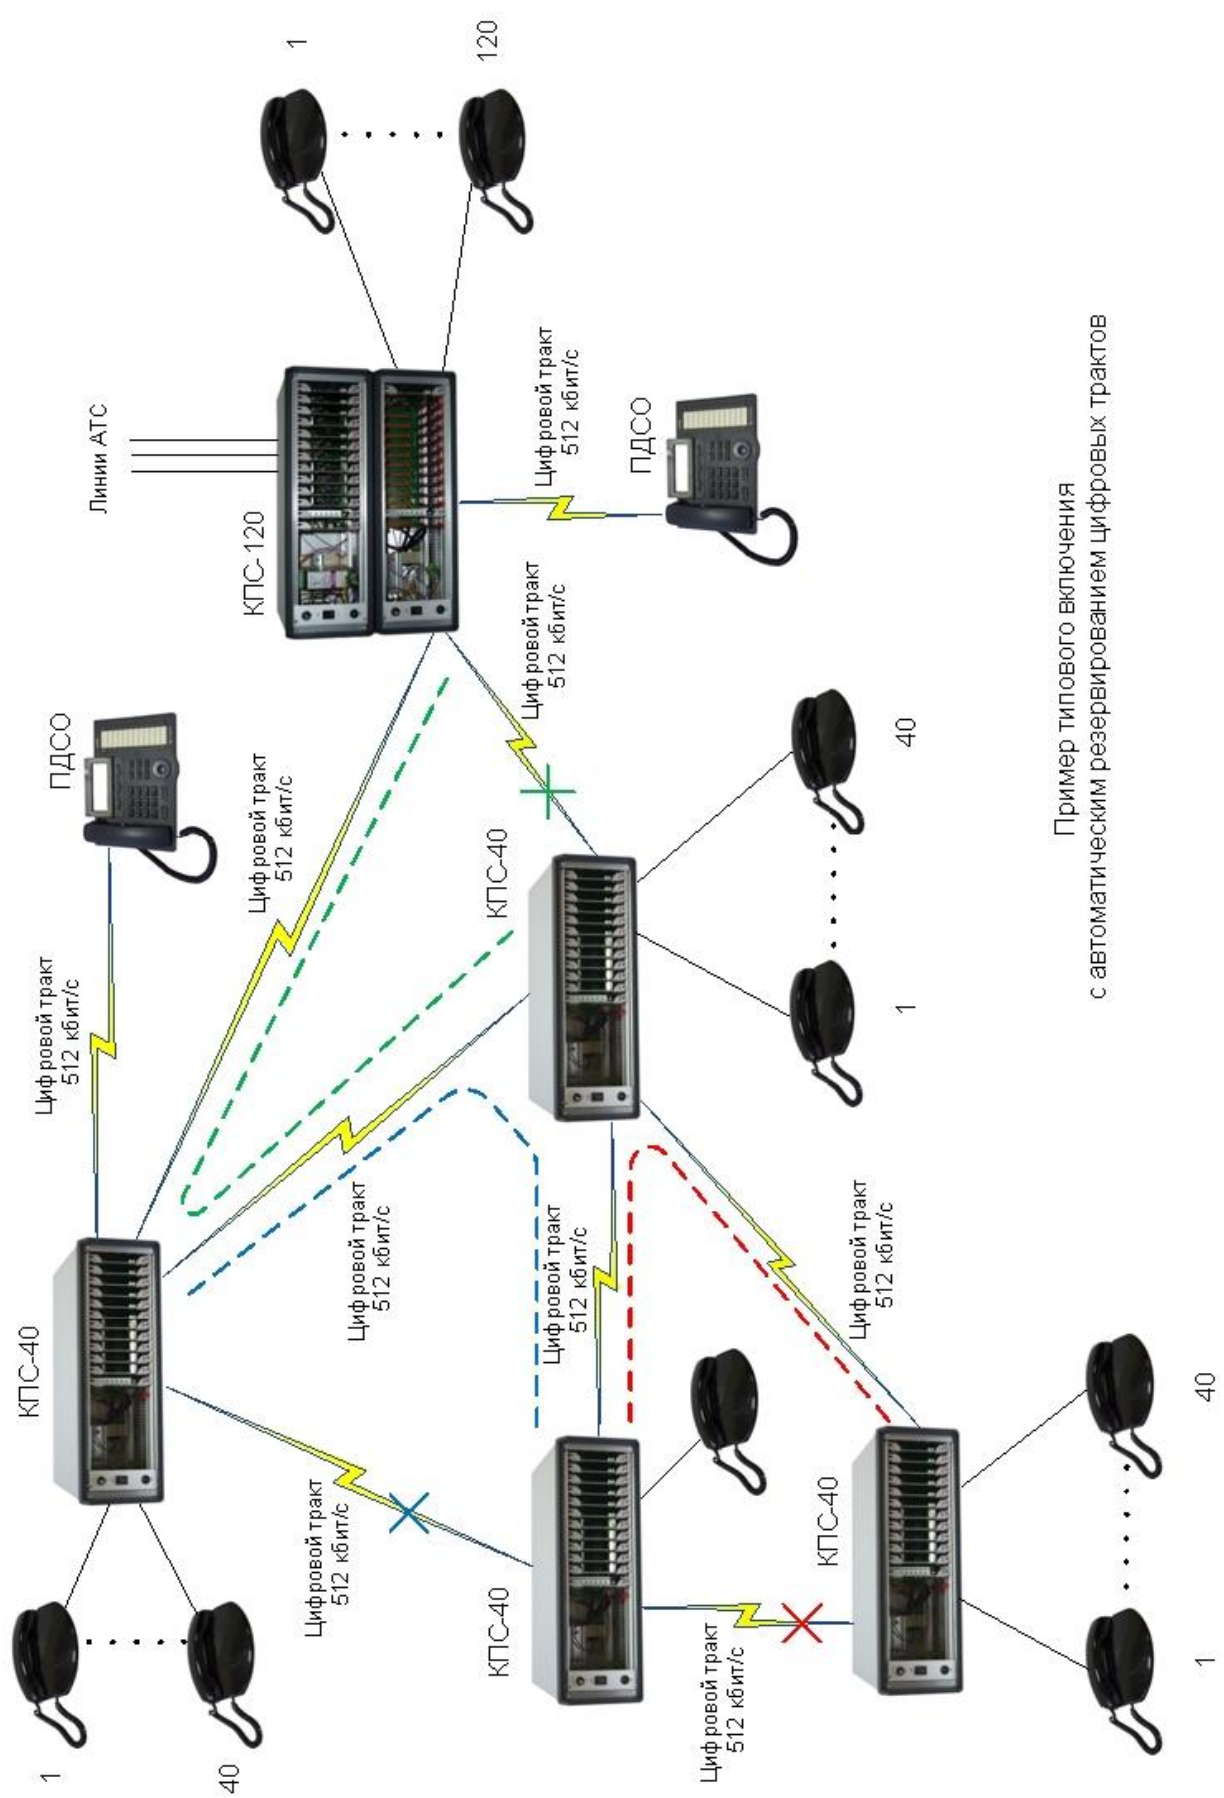 КПС-40
1
Цифровой тракт
512 кбит/с
ПДСО
Линии АТС
40
КПС-120
Цифровой тракт
512 кбит/с
1
Цифровой тракт
512 кбит/с
Цифровой тракт
512 кбит/с
120
КПС-40
КПС-40
Цифровой тракт
512 кбит/с
Цифровой тракт
512 кбит/с
Цифровой тракт
512 кбит/с
ПДСО
Цифровой тракт
512 кбит/с
КПС-40
Цифровой тракт
512 кбит/с
1
40
Пример типового включения
с автоматическим резервированием цифровых трактов
1
40